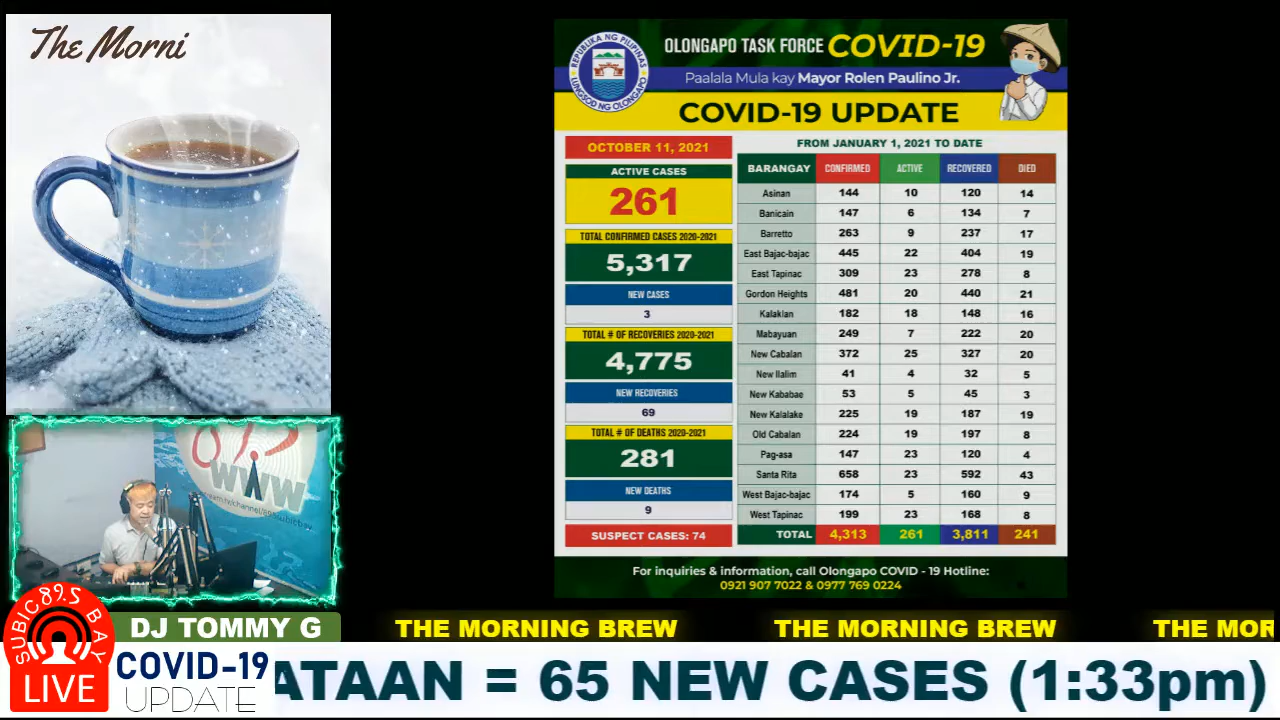 The Morni
REPUBLIKA NG PILIPINAS
LUNGSOD NG OLONGAPO
OLONGAPO TASK FORCE COVID-19
Paalala Mula kay Mayor Rolen Paulino Jr.
COVID-19 UPDATE
OCTOBER 11, 2021
ACTIVE CASES
261
TOTAL CONFIRMED CASES 2020-2021
5,317
NEW CASES
3
TOTAL # OF RECOVERIES 2020-2021
4,775
NEW RECOVERIES
69
TOTAL # OF DEATHS 2020-2021
281
NEW DEATHS
9
SUSPECT CASES: 74
FROM JANUARY 1, 2021 TO DATE
BARANGAY CONFIRMED ACTIVE RECOVERED DIED
Asinan 144 10 120 14
Banicain 147 6 134 7
Barretto 263 9 237 17
East Bajac-bajac 445 22 404 19
East Tapinac 309 23 278 8
Gordon Heights 481 20 440 21
Kalaklan 182 18 148 16
Mabayuan 249 7 222 20
New Cabalan 372 25 327 20
New Ilalim 41 4 32 5
New Kababae 53 5 45 3
New Kalalake 225 19 187 19
Old Cabalan 224 19 197 8
Pag-asa 147 23 120 4
Santa Rita 658 23 592 43
West Bajac-bajac 174 5 160 9
West Tapinac 199 23 168 8
TOTAL 4,313 261 3,811 241
For inquiries & information, call Olongapo COVID - 19 Hotline:
0921 907 7022 & 0977 769 0224
WWW
SUBIC 89.5 BAY
LIVE
DJ TOMMY G
THE MORNING BREW THE MORNING BREW THE MOR
COVID-19
UPDATE
ATAAN = 65 NEW CASES (1:33pm)